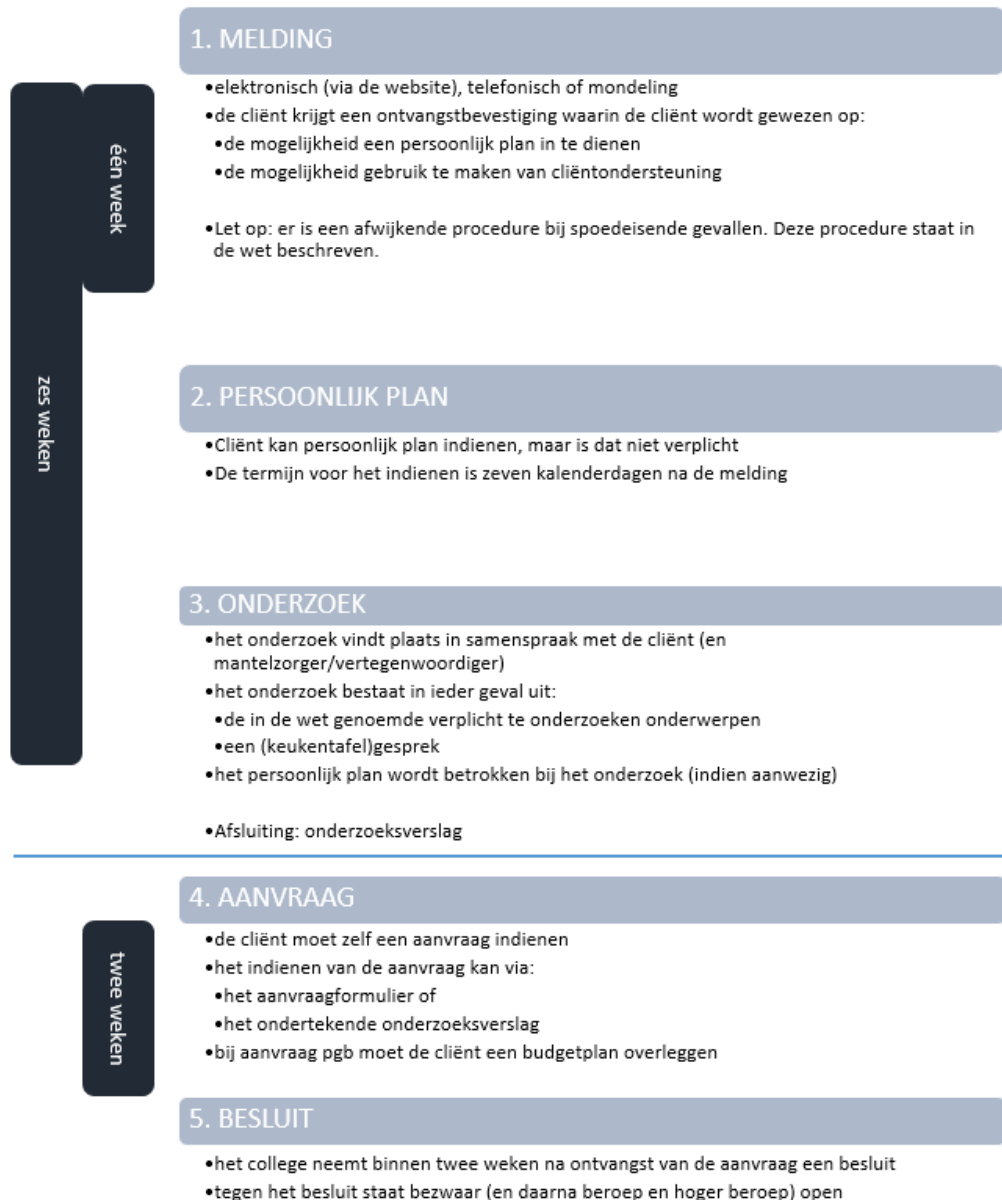 1. MELDING
•elektronisch (via de website), telefonisch of mondeling
•de cliënt krijgt een ontvangstbevestiging waarin de cliënt wordt gewezen op:
•de mogelijkheid een persoonlijk plan in te dienen
•de mogelijkheid gebruik te maken van cliëntondersteuning
•Let op: er is een afwijkende procedure bij spoedeisende gevallen. Deze procedure staat in
de wet beschreven.
één week
zes weken
2. PERSOONLIJK PLAN
•Cliënt kan persoonlijk plan indienen, maar is dat niet verplicht
•De termijn voor het indienen is zeven kalenderdagen na de melding
3. ONDERZOEK
•het onderzoek vindt plaats in samenspraak met de cliënt (en
mantelzorger/vertegenwoordiger)
•het onderzoek bestaat in ieder geval uit:
•de in de wet genoemde verplicht te onderzoeken onderwerpen
•een (keukentafel)gesprek
•het persoonlijk plan wordt betrokken bij het onderzoek (indien aanwezig)
•Afsluiting: onderzoeksverslag
4. AANVRAAG
•de cliënt moet zelf een aanvraag indienen
•het indienen van de aanvraag kan via:
•het aanvraagformulier of
•het ondertekende onderzoeksverslag
•bij aanvraag pgb moet de cliënt een budgetplan overleggen
twee weken
5. BESLUIT
•het college neemt binnen twee weken na ontvangst van de aanvraag een besluit
•tegen het besluit staat bezwaar (en daarna beroep en hoger beroep) open